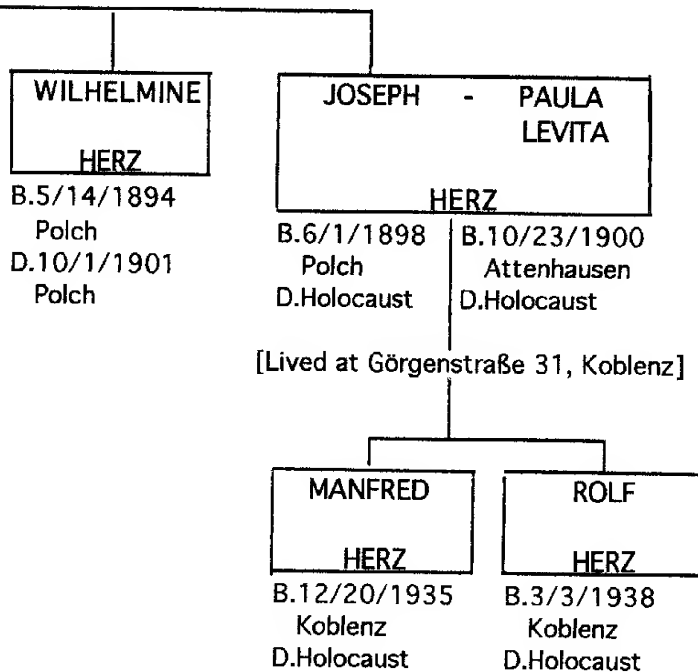 WILHELMINE
HERZ
B.5/14/1894
Polch
D.10/1/1901
Polch
JOSEPH - PAULA
LEVITA
HERZ
B.6/1/1898
Polch
D.Holocaust
B.10/23/1900
Attenhausen
D.Holocaust
[Lived at Görgenstraße 31, Koblenz]
MANFRED
HERZ
B.12/20/1935
Koblenz
D.Holocaust
ROLF
HERZ
B.3/3/1938
Koblenz
D.Holocaust